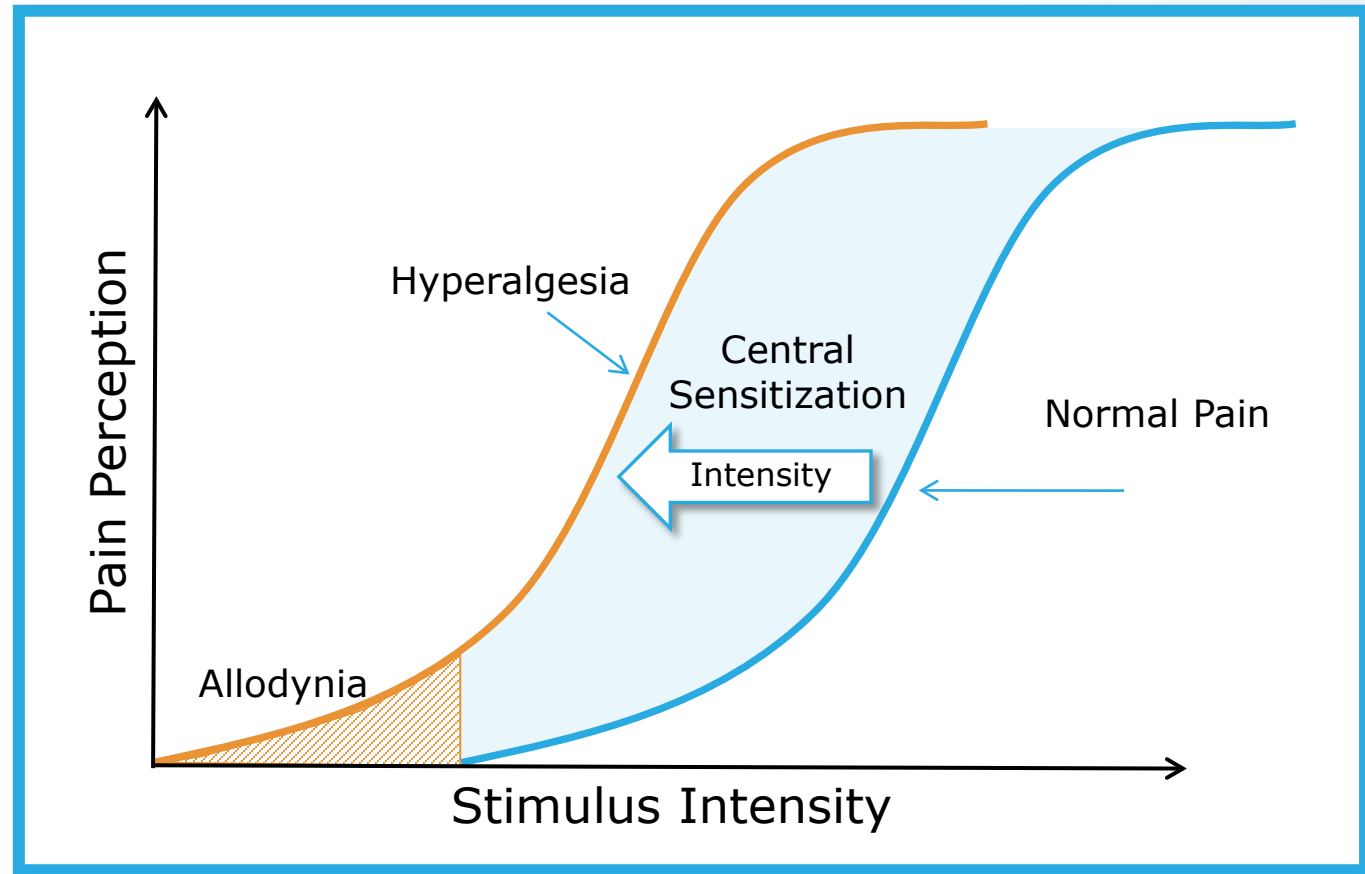 Hyperalgesia
Central
Sensitization
Normal Pain
Intensity
Pain Perception
Allodynia
Stimulus Intensity